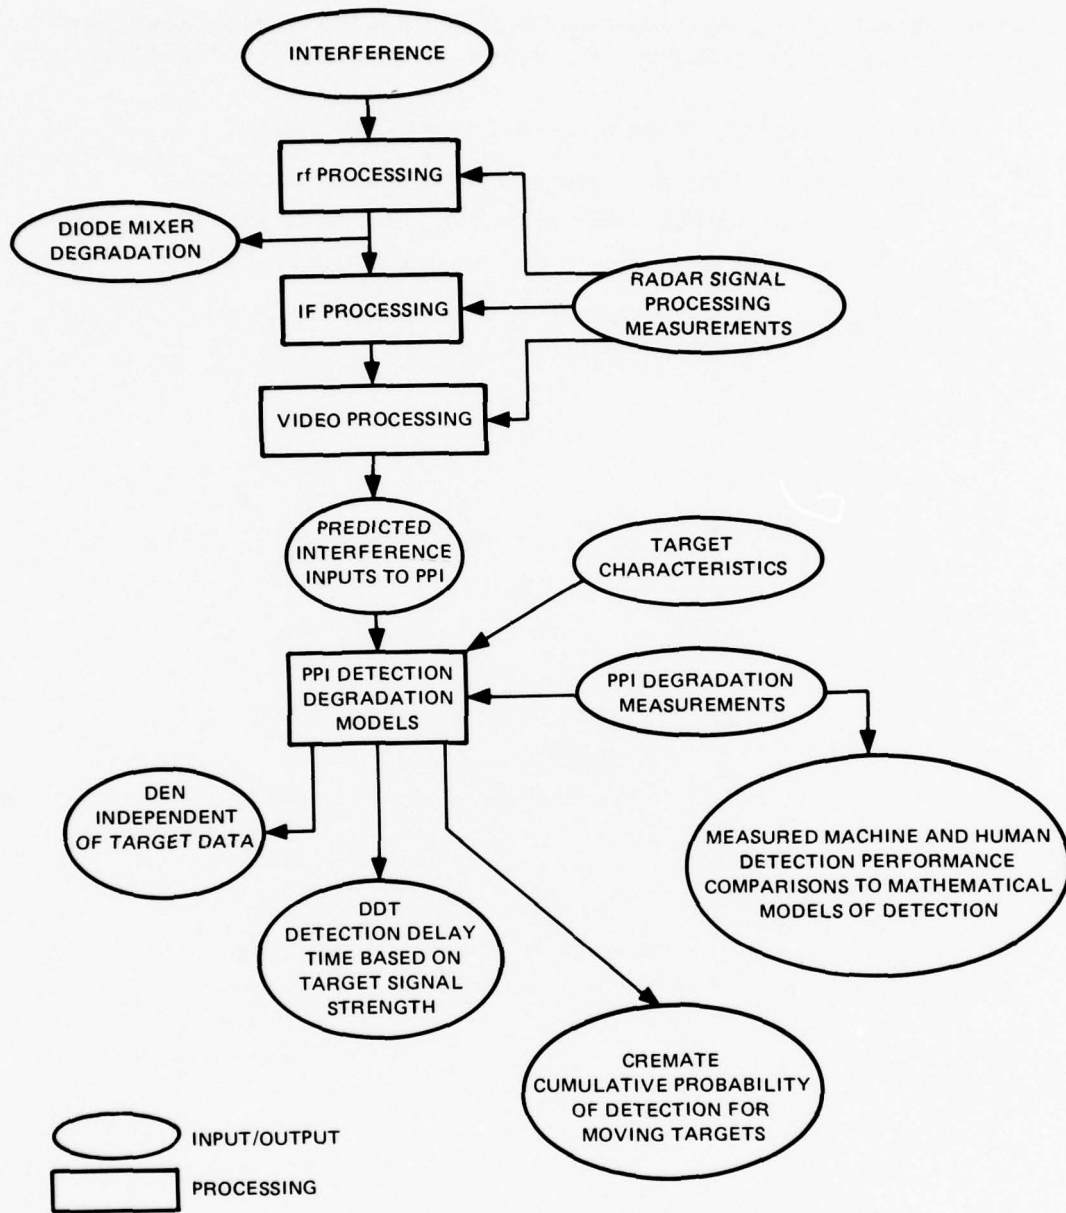 INTERFERENCE
rf PROCESSING
DIODE MIXER
DEGRADATION
IF PROCESSING
RADAR SIGNAL
PROCESSING
MEASUREMENTS
VIDEO PROCESSING
PREDICTED
INTERFERENCE
INPUTS TO PPI
TARGET
CHARACTERISTICS
PPI DETECTION
DEGRADATION
MODELS
PPI DEGRADATION
MEASUREMENTS
DEN
INDEPENDENT
OF TARGET DATA
MEASURED MACHINE AND HUMAN
DETECTION PERFORMANCE
COMPARISONS TO MATHEMATICAL
MODELS OF DETECTION
DDT
DETECTION DELAY
TIME BASED ON
TARGET SIGNAL
STRENGTH
CREMATE
CUMULATIVE PROBABILITY
OF DETECTION FOR
MOVING TARGETS
INPUT/OUTPUT
PROCESSING